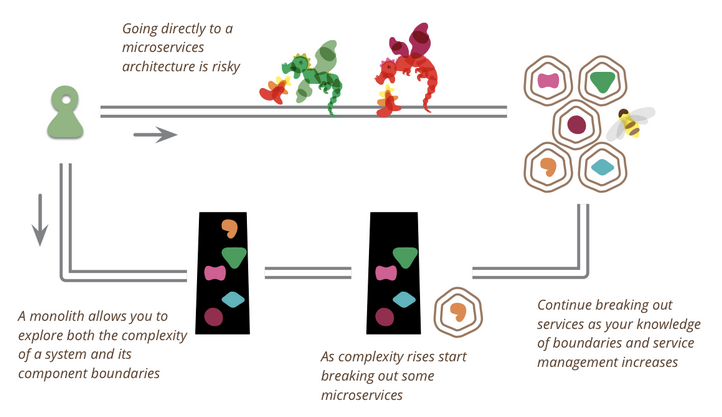 Going directly to a
microservices
architecture is risky
A monolith allows you to
explore both the complexity
of a system and its
component boundaries
As complexity rises start
breaking out some
microservices
Continue breaking out
services as your knowledge
of boundaries and service
management increases